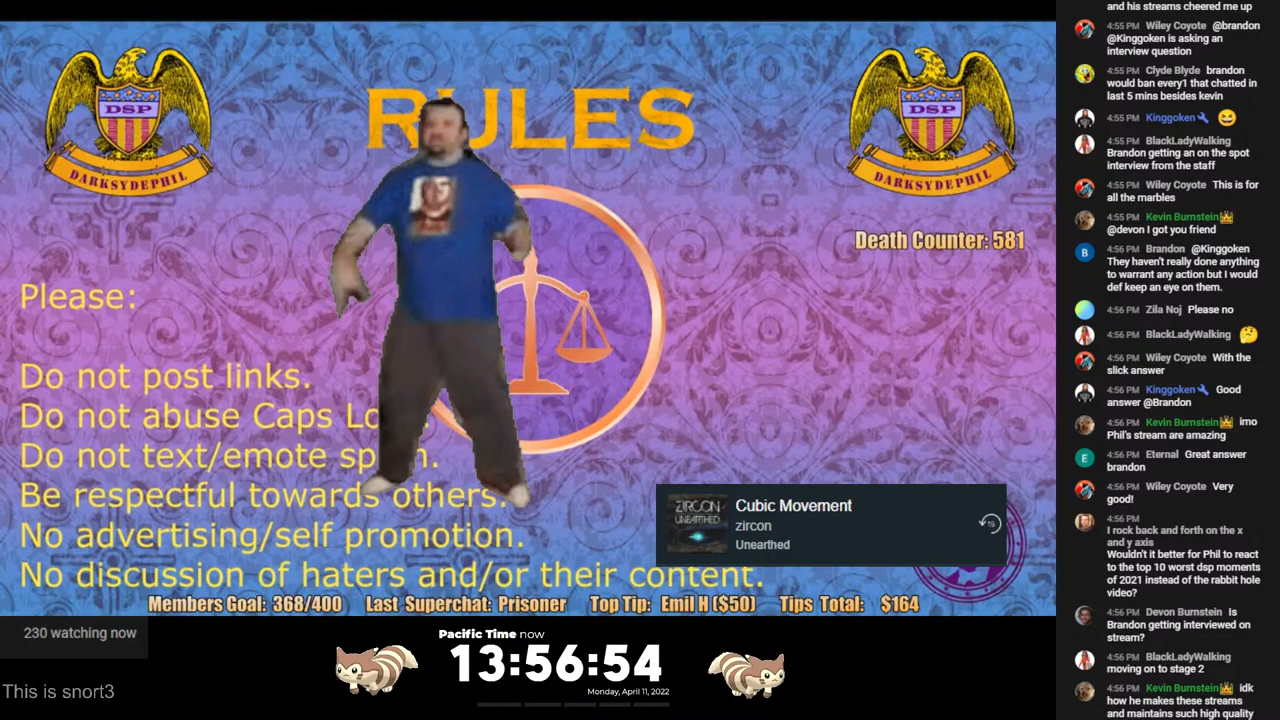 DSP
DARKSYDEPHIL
RULES
DSP
DARKSYDEPHIL
Death Counter: 581
Please:
Do not post links.
Do not abuse Caps Lo
Do not text/emote sp m.
Be respectful towards others.
No advertising/self promotion.
No discussion of haters and/or their content.
ZIRCON
UNEARTHED
Cubic Movement
zircon
Unearthed
15
Members Goal: 368/400 Last Superchat: Prisoner Top Tip: Emil H ($50) Tips Total: $164
230 watching now
This is snort3
Pacific Time now
13:56:54
Monday, April 11, 2022
and his streams cheered me up
4:55 PM Wiley Coyote @brandon
@Kinggoken is asking an
interview question
4:55 PM Clyde Blyde brandon
would ban every1 that chatted in
last 5 mins besides kevin
4:55 PM Kinggoken 😆
4:55 PM BlackLadyWalking
Brandon getting an on the spot
interview from the staff
4:55 PM Wiley Coyote This is for
all the marbles
4:55 PM Kevin Burnstein
@devon I got you friend
B
4:56 PM Brandon @Kinggoken
They haven't really done anything
to warrant any action but I would
def keep an eye on them.
4:56 PM Zila Noj Please no
4:56 PM BlackLadyWalking 🤔
4:56 PM Wiley Coyote With the
slick answer
4:56 PM Kinggoken Good
answer @Brandon
4:56 PM Kevin Burnstein imo
Phil's stream are amazing
E
4:56 PM Eternal Great answer
brandon
4:56 PM Wiley Coyote Very
good!
4:56 PM
I rock back and forth on the x
and y axis
Wouldn't it better for Phil to react
to the top 10 worst dsp moments
of 2021 instead of the rabbit hole
video?
4:56 PM Devon Burnstein Is
Brandon getting interviewed on
stream?
4:56 PM BlackLadyWalking
moving on to stage 2
4:56 PM Kevin Burnstein idk
how he makes these streams
and maintains such high quality